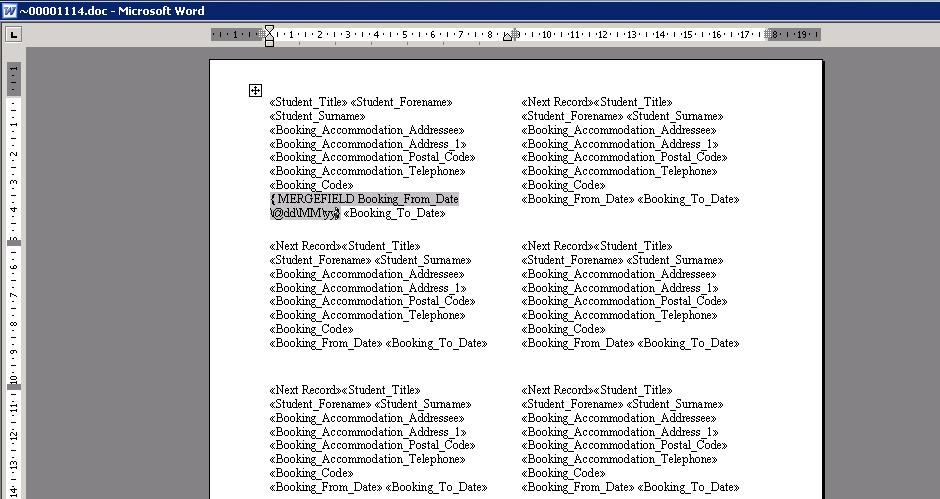 ~00001114.doc - Microsoft Word
L
1 1 2 3 4 5 6 7 8 9 10 11 12 13 14 15 16 17 18 19
1 1 2 3 4 5 6 7 8 9 10 11 12 13 14
«Student_Title» «Student_Forename»
«Student_Surname»
«Booking_Accommodation_Addressee»
«Booking_Accommodation_Address_1»
«Booking_Accommodation_Postal_Code»
«Booking_Accommodation_Telephone»
«Booking_Code»
{ MERGEFIELD Booking_From_Date
\@dd\MM\yy} «Booking_To_Date»
«Next Record»«Student_Title»
«Student_Forename» «Student_Surname»
«Booking_Accommodation_Addressee»
«Booking_Accommodation_Address_1»
«Booking_Accommodation_Postal_Code»
«Booking_Accommodation_Telephone»
«Booking_Code»
«Booking_From_Date» «Booking_To_Date»
«Next Record»«Student_Title»
«Student_Forename» «Student_Surname»
«Booking_Accommodation_Addressee»
«Booking_Accommodation_Address_1»
«Booking_Accommodation_Postal_Code»
«Booking_Accommodation_Telephone»
«Booking_Code»
«Booking_From_Date» «Booking_To_Date»
«Next Record»«Student_Title»
«Student_Forename» «Student_Surname»
«Booking_Accommodation_Addressee»
«Booking_Accommodation_Address_1»
«Booking_Accommodation_Postal_Code»
«Booking_Accommodation_Telephone»
«Booking_Code»
«Booking_From_Date» «Booking_To_Date»
«Next Record»«Student_Title»
«Student_Forename» «Student_Surname»
«Booking_Accommodation_Addressee»
«Booking_Accommodation_Address_1»
«Booking_Accommodation_Postal_Code»
«Booking_Accommodation_Telephone»
«Booking_Code»
«Booking_From_Date» «Booking_To_Date»
«Next Record»«Student_Title»
«Student_Forename» «Student_Surname»
«Booking_Accommodation_Addressee»
«Booking_Accommodation_Address_1»
«Booking_Accommodation_Postal_Code»
«Booking_Accommodation_Telephone»
«Booking_Code»
«Booking_From_Date» «Booking_To_Date»